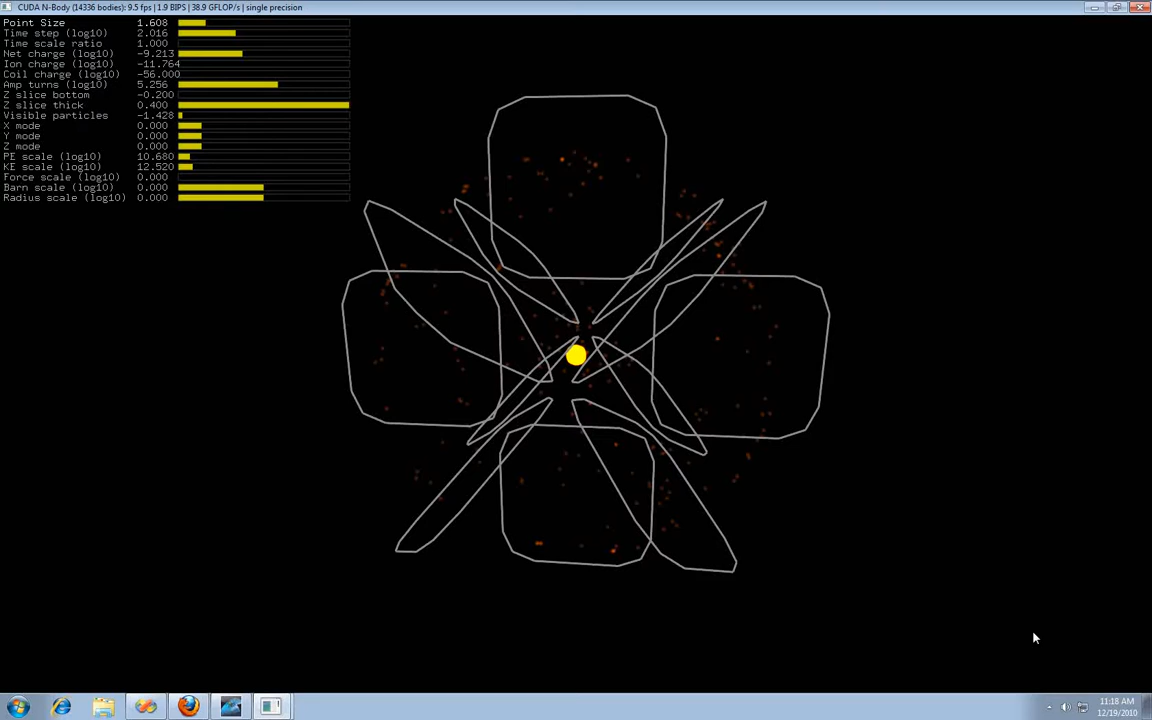 CUDA N-Body (14336 bodies): 9.5 fps | 1.9 BIPS | 38.9 GFLOP/s | single precision
Point Size 1.608
Time step (log10) 2.016
Time scale ratio 1.000
Net charge (log10) -9.213
Ion charge (log10) -11.764
Coil charge (log10) -56.000
Amp turns (log10) 5.256
Z slice bottom -0.200
Z slice thick 0.400
Visible particles -1.428
X mode 0.000
Y mode 0.000
Z mode 0.000
PE scale (log10) 10.680
KE scale (log10) 12.520
Force scale (log10) 0.000
Barn scale (log10) 0.000
Radius scale (log10) 0.000
11:18 AM
12/19/2010